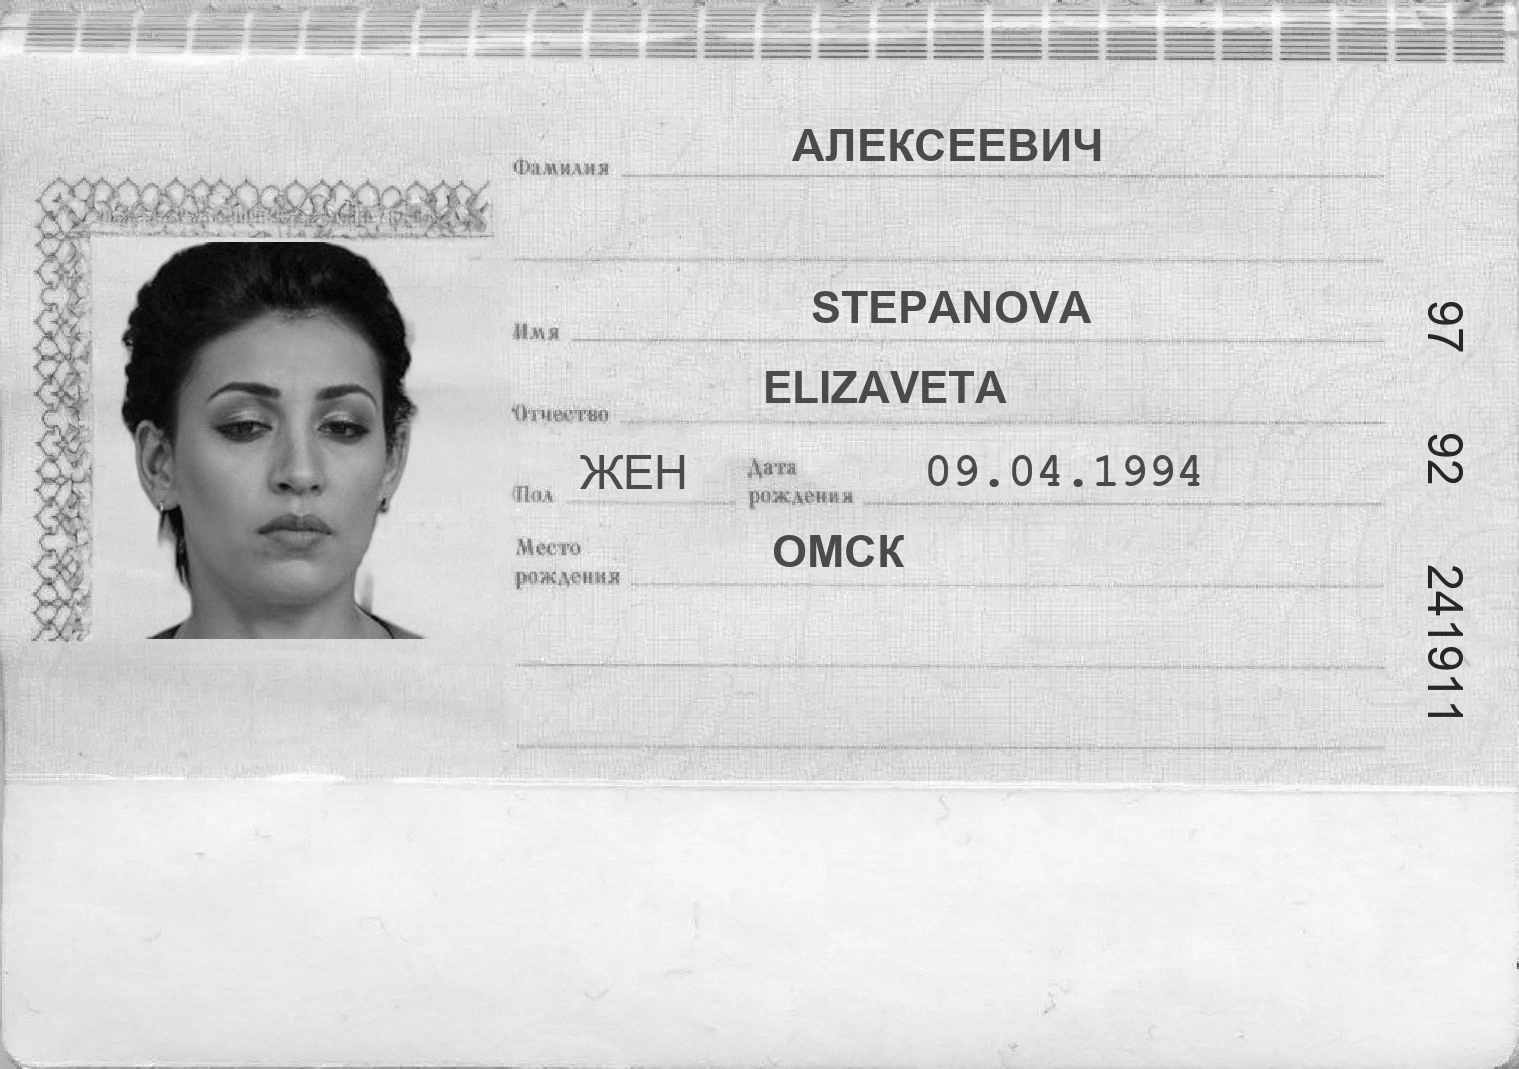 Фамилия АЛЕКСЕЕВИЧ
Имя STEPANOVA
Отчество ELIZAVETA
Пол ЖЕН Дата рождения 09.04.1994
Место рождения ОМСК
97 92 241911